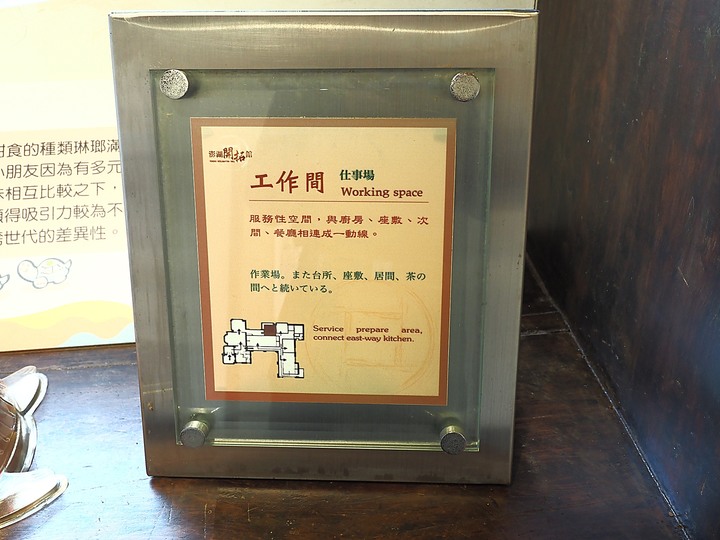 澎湖開拓館
工作間 仕事場
Working space
服務性空間，與廚房、座敷、次
間、餐廳相連成一動線。
作業場。また台所、座敷、居間、茶の
間へと続いている。
Service prepare area,
connect east-way kitchen.
食的種類琳瑯滿
小朋友因為有多元
相互比較之下，
得吸引力較為不
世代的差異性。